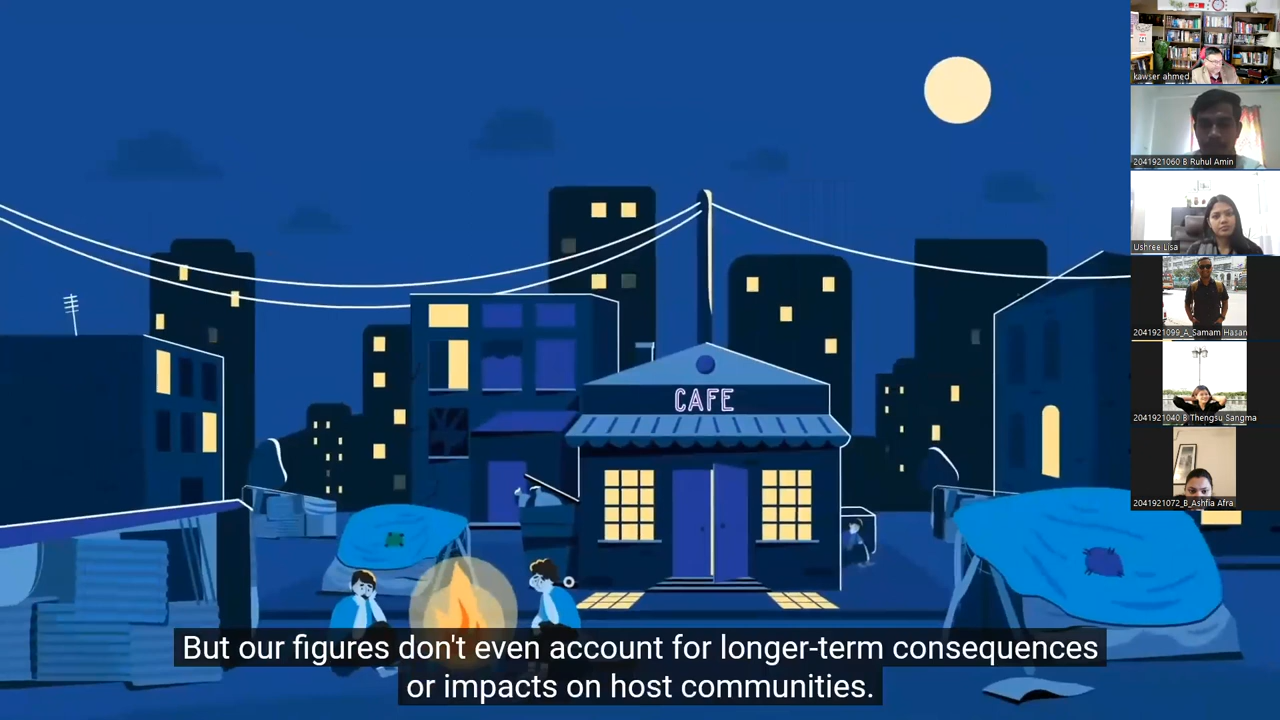 CAFE
But our figures don't even account for longer-term consequences
or impacts on host communities.
kawser ahmed
2041921060 B Ruhul Amin
Ushree Lisa
2041921099_A_Samam Hasan
2041921040 B Thengsu Sangma
2041921072_B_Ashfia Afra